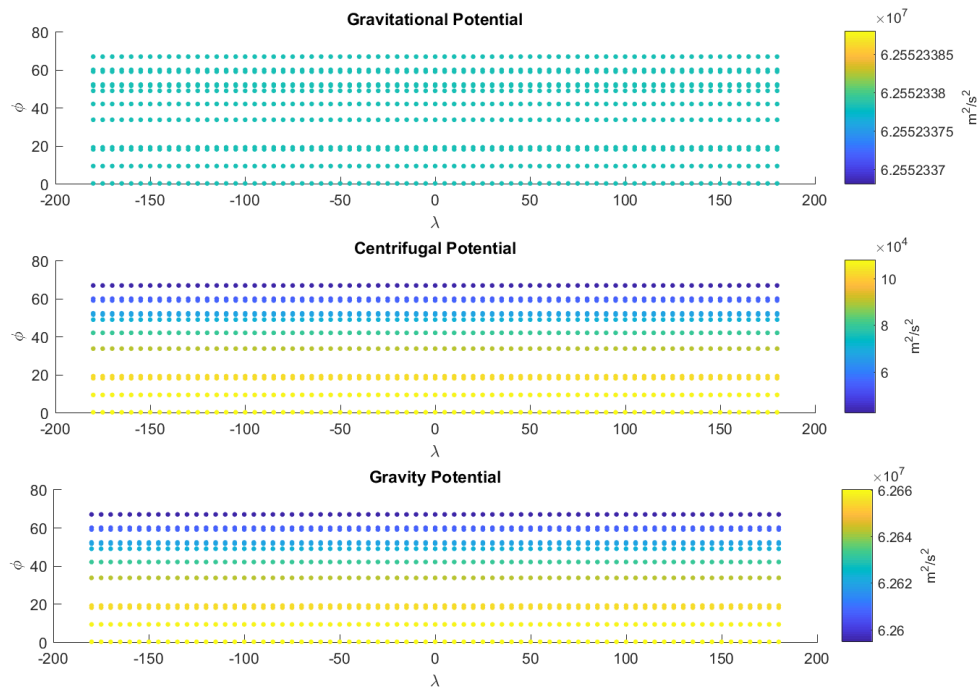 Gravitational Potential
80
60
40
20
0
ϕ
-200 -150 -100 -50 0 50 100 150 200
λ
×10⁷
6.25523385
6.2552338
6.25523375
6.2552337
m²/s²
Centrifugal Potential
80
60
40
20
0
ϕ
-200 -150 -100 -50 0 50 100 150 200
λ
×10⁴
10
8
6
m²/s²
Gravity Potential
80
60
40
20
0
ϕ
-200 -150 -100 -50 0 50 100 150 200
λ
×10⁷
6.266
6.264
6.262
6.26
m²/s²